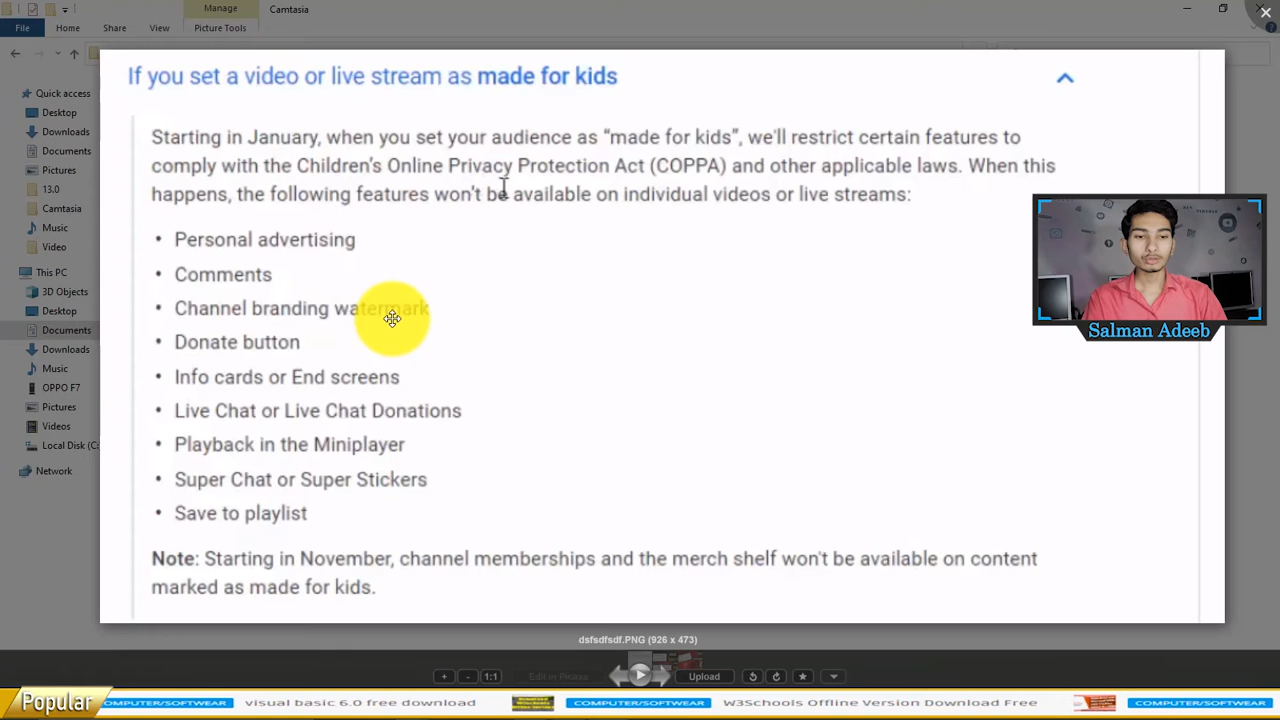 Manage
Camtasia
File
Home
Share
View
Picture Tools
If you set a video or live stream as made for kids
Starting in January, when you set your audience as “made for kids”, we'll restrict certain features to
comply with the Children's Online Privacy Protection Act (COPPA) and other applicable laws. When this
happens, the following features won't be available on individual videos or live streams:
• Personal advertising
• Comments
• Channel branding watermark
• Donate button
• Info cards or End screens
• Live Chat or Live Chat Donations
• Playback in the Miniplayer
• Super Chat or Super Stickers
• Save to playlist
Note: Starting in November, channel memberships and the merch shelf won't be available on content
marked as made for kids.
Quick access
Desktop
Downloads
Documents
Pictures
13.0
Camtasia
Music
Video
This PC
3D Objects
Desktop
Documents
Downloads
Music
OPPO F7
Pictures
Videos
Local Disk (C:
Network
Salman Adeeb
dsfsdfsdf.PNG (926 x 473)
1:1
Edit in Picasa
Upload
Popular
COMPUTER/SOFTWEAR
visual basic 6.0 free download
COMPUTER/SOFTWEAR
W3Schools Offline Version Download Free
COMPUTER/SOFTWEAR